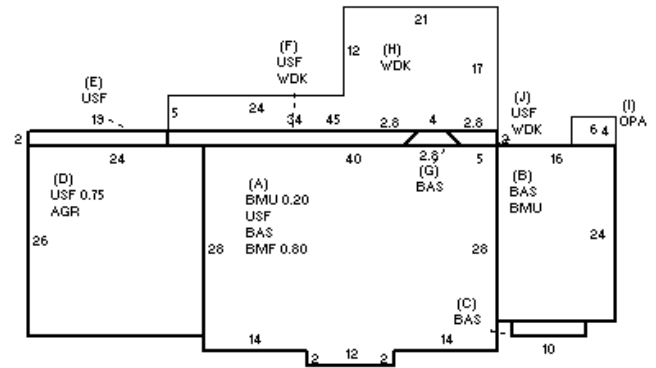 21
(F)
USF
WDK
12
(H)
WDK
17
(E)
USF
5
24
(J)
USF
WDK
(I)
OPA
19
34
45
2.8
4
2.8
6
4
2
2
24
40
2.8
5
16
(D)
USF 0.75
AGR
(A)
BMU 0.20
USF
BAS
BMF 0.80
(G)
BAS
(B)
BAS
BMU
26
28
28
24
(C)
BAS
14
12
14
2
2
10